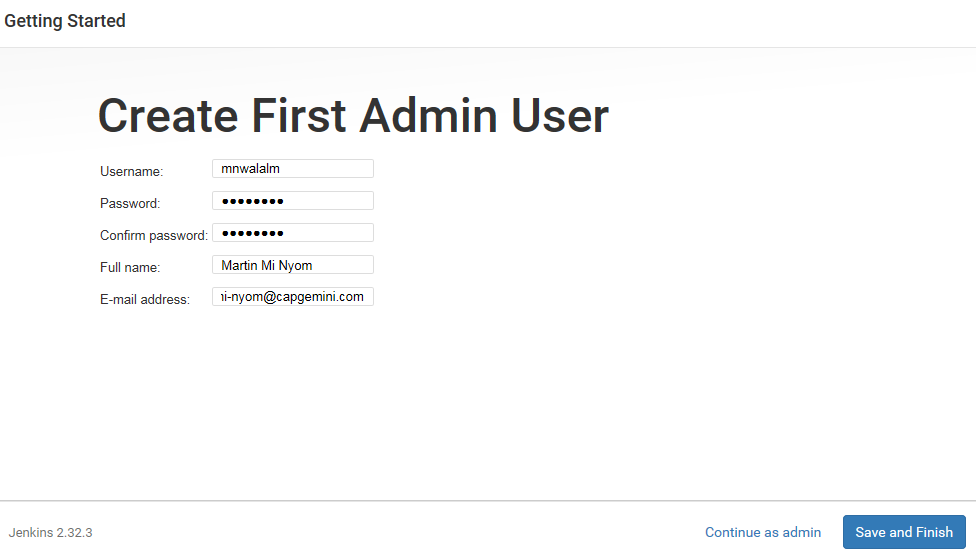 Getting Started
Create First Admin User
Username: mnwalalm
Password: ••••••••
Confirm password: ••••••••
Full name: Martin Mi Nyom
E-mail address: ni-nyom@capgemini.com
Jenkins 2.32.3 Continue as admin Save and Finish